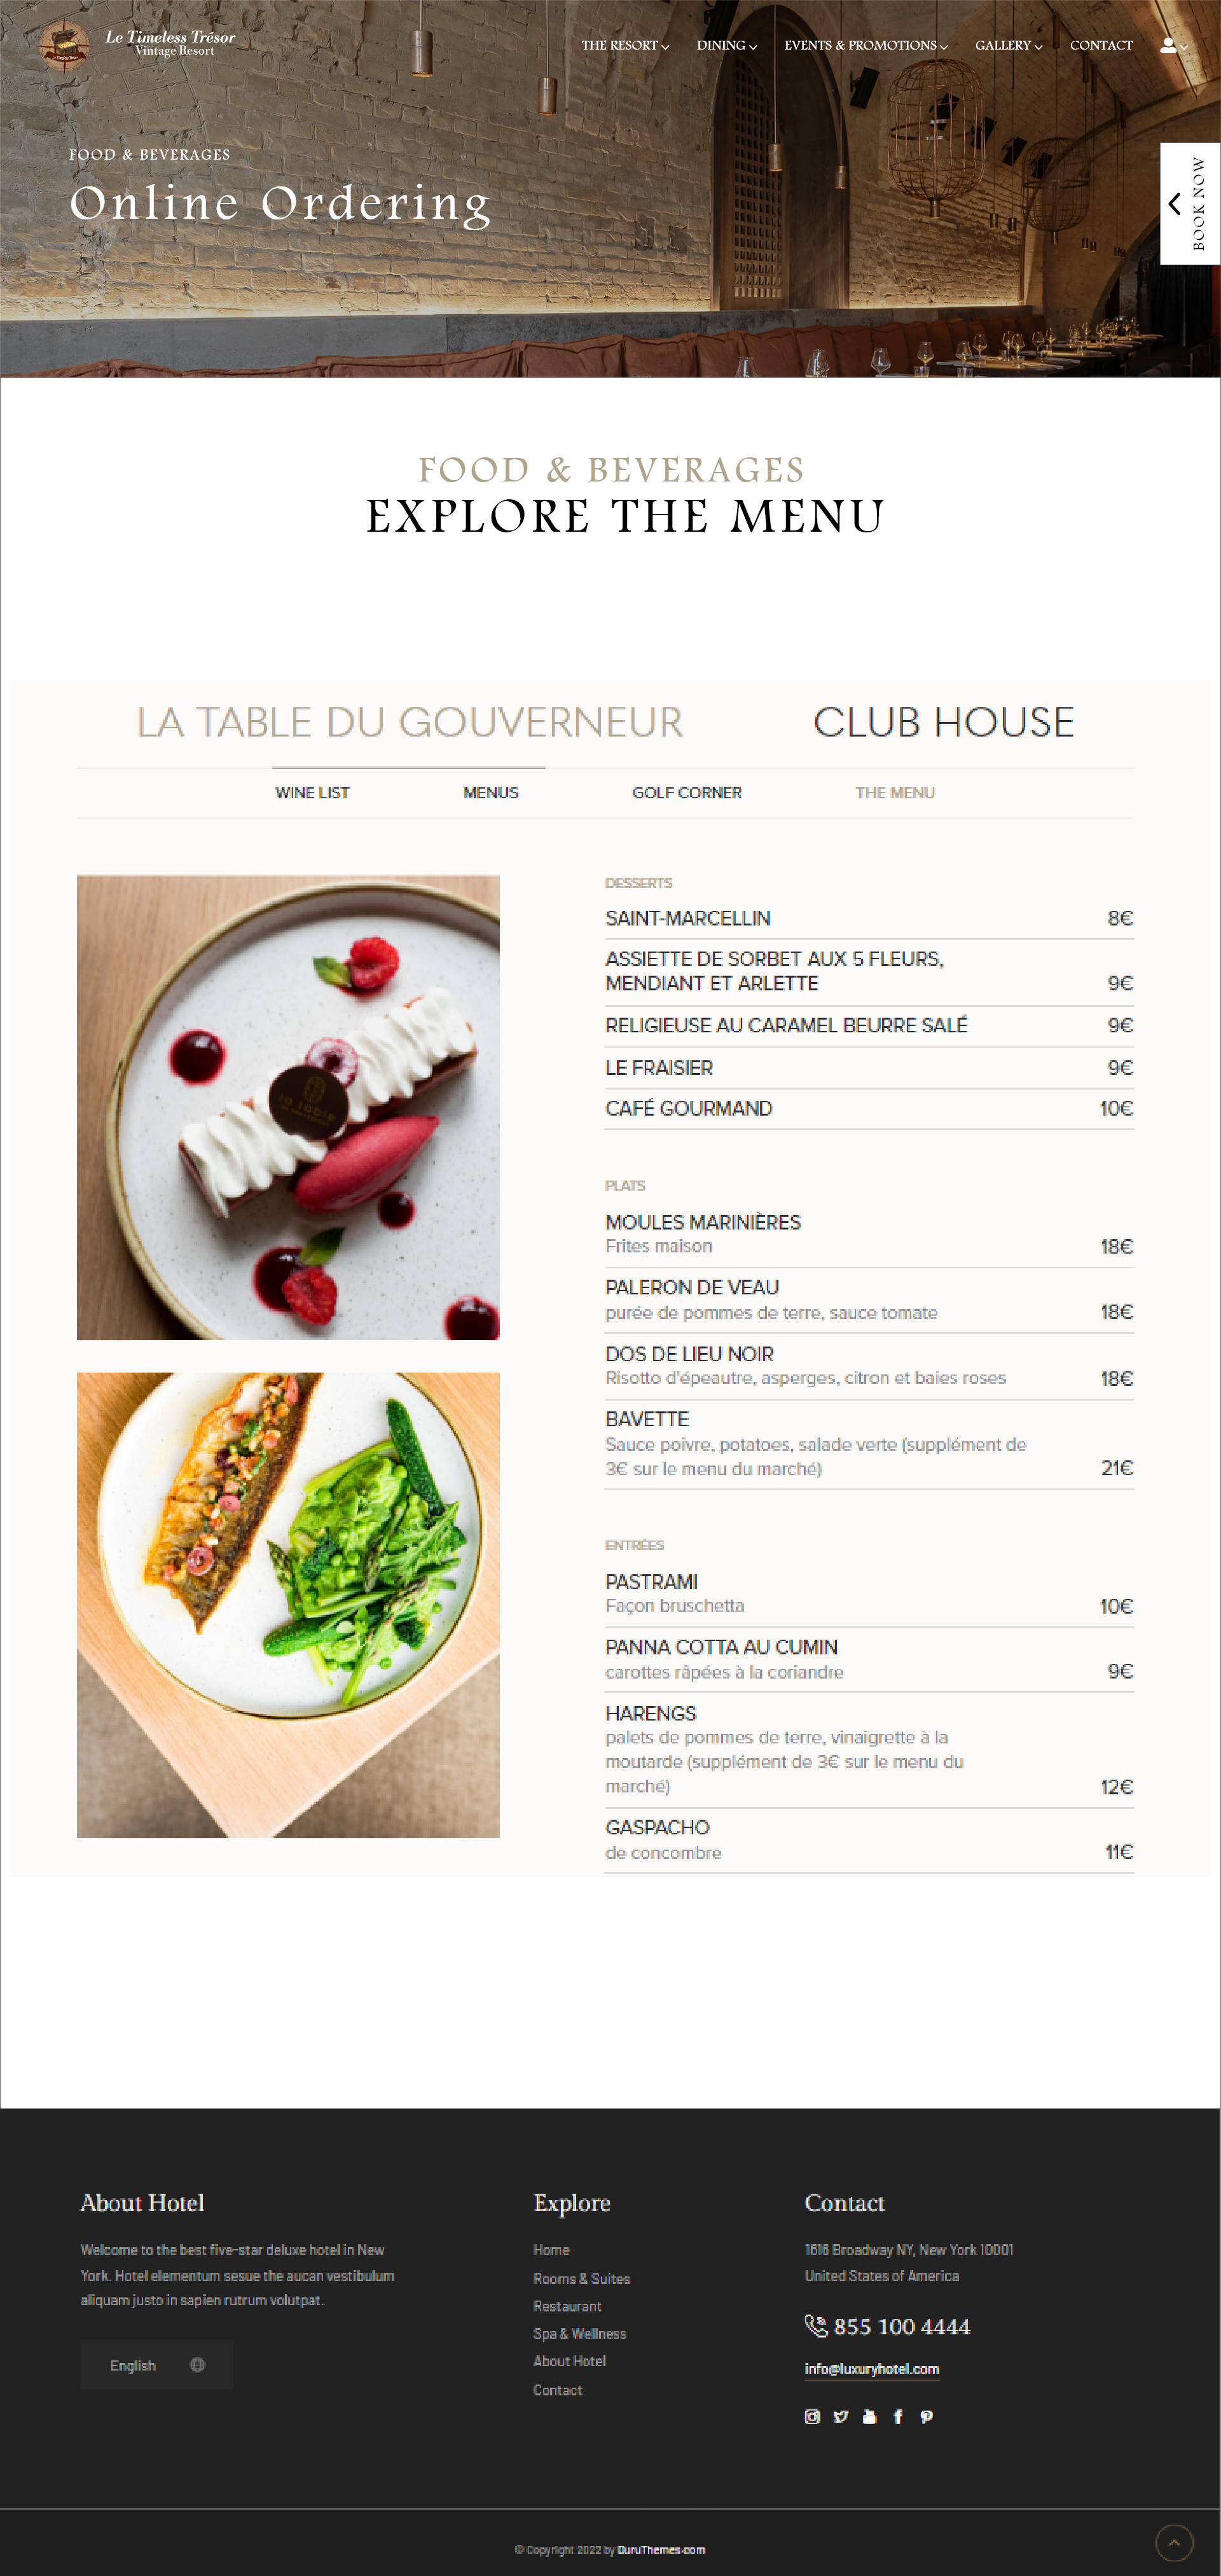 Le Timeless Trésor
Vintage Resort
THE RESORT
DINING
EVENTS & PROMOTIONS
GALLERY
CONTACT
FOOD & BEVERAGES
Online Ordering
BOOK NOW
FOOD & BEVERAGES
EXPLORE THE MENU
LA TABLE DU GOUVERNEUR
CLUB HOUSE
WINE LIST
MENUS
GOLF CORNER
THE MENU
la table
DESSERTS
SAINT-MARCELLIN 8€
ASSIETTE DE SORBET AUX 5 FLEURS,
MENDIANT ET ARLETTE 9€
RELIGIEUSE AU CARAMEL BEURRE SALÉ 9€
LE FRAISIER 9€
CAFÉ GOURMAND 10€
PLATS
MOULES MARINIÈRES
Frites maison 18€
PALERON DE VEAU
purée de pommes de terre, sauce tomate 18€
DOS DE LIEU NOIR
Risotto d'épeautre, asperges, citron et baies roses 18€
BAVETTE
Sauce poivre, potatoes, salade verte (supplément de
3€ sur le menu du marché) 21€
ENTRÉES
PASTRAMI
Façon bruschetta 10€
PANNA COTTA AU CUMIN
carottes râpées à la coriandre 9€
HARENGS
palets de pommes de terre, vinaigrette à la
moutarde (supplément de 3€ sur le menu du
marché) 12€
GASPACHO
de concombre 11€
About Hotel
Welcome to the best five-star deluxe hotel in New
York. Hotel elementum sesue the aucan vestibulum
aliquam justo in sapien rutrum volutpat.
English
Explore
Home
Rooms & Suites
Restaurant
Spa & Wellness
About Hotel
Contact
Contact
1616 Broadway NY, New York 10001
United States of America
855 100 4444
info@luxuryhotel.com
© Copyright 2022 by DuruThemes.com